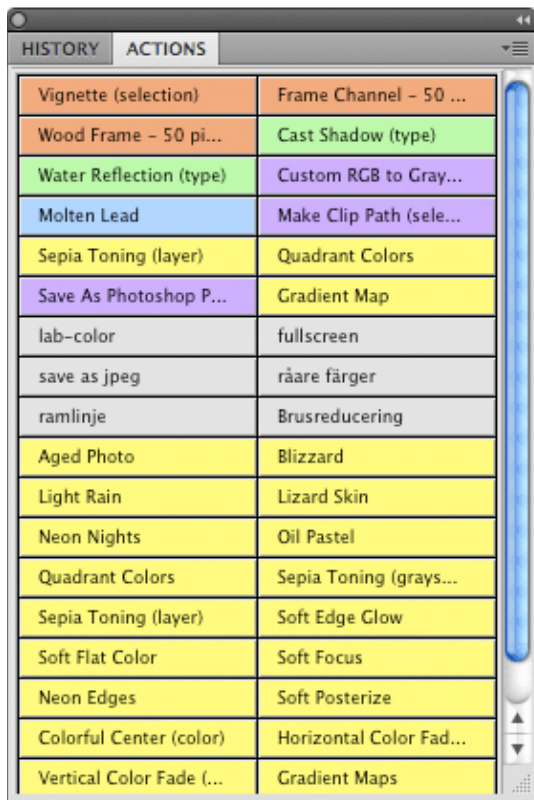 HISTORY ACTIONS
Vignette (selection) Frame Channel – 50 ...
Wood Frame – 50 pi... Cast Shadow (type)
Water Reflection (type) Custom RGB to Gray...
Molten Lead Make Clip Path (sele...
Sepia Toning (layer) Quadrant Colors
Save As Photoshop P... Gradient Map
lab-color fullscreen
save as jpeg råare färger
ramlinje Brusreducering
Aged Photo Blizzard
Light Rain Lizard Skin
Neon Nights Oil Pastel
Quadrant Colors Sepia Toning (grays...
Sepia Toning (layer) Soft Edge Glow
Soft Flat Color Soft Focus
Neon Edges Soft Posterize
Colorful Center (color) Horizontal Color Fad...
Vertical Color Fade (... Gradient Maps